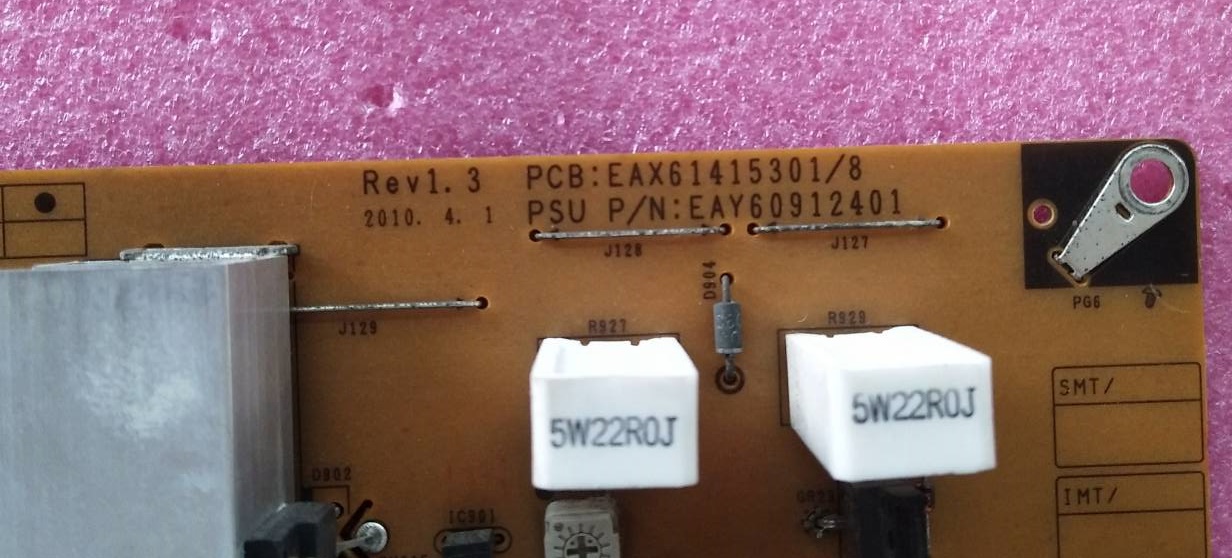 Rev1.3 PCB:EAX61415301/8
2010. 4. 1 PSU P/N:EAY60912401
J128
J127
D904
J129
PG6
R927
R929
SMT/
5W22R0J
5W22R0J
D902
IMT/
IC901